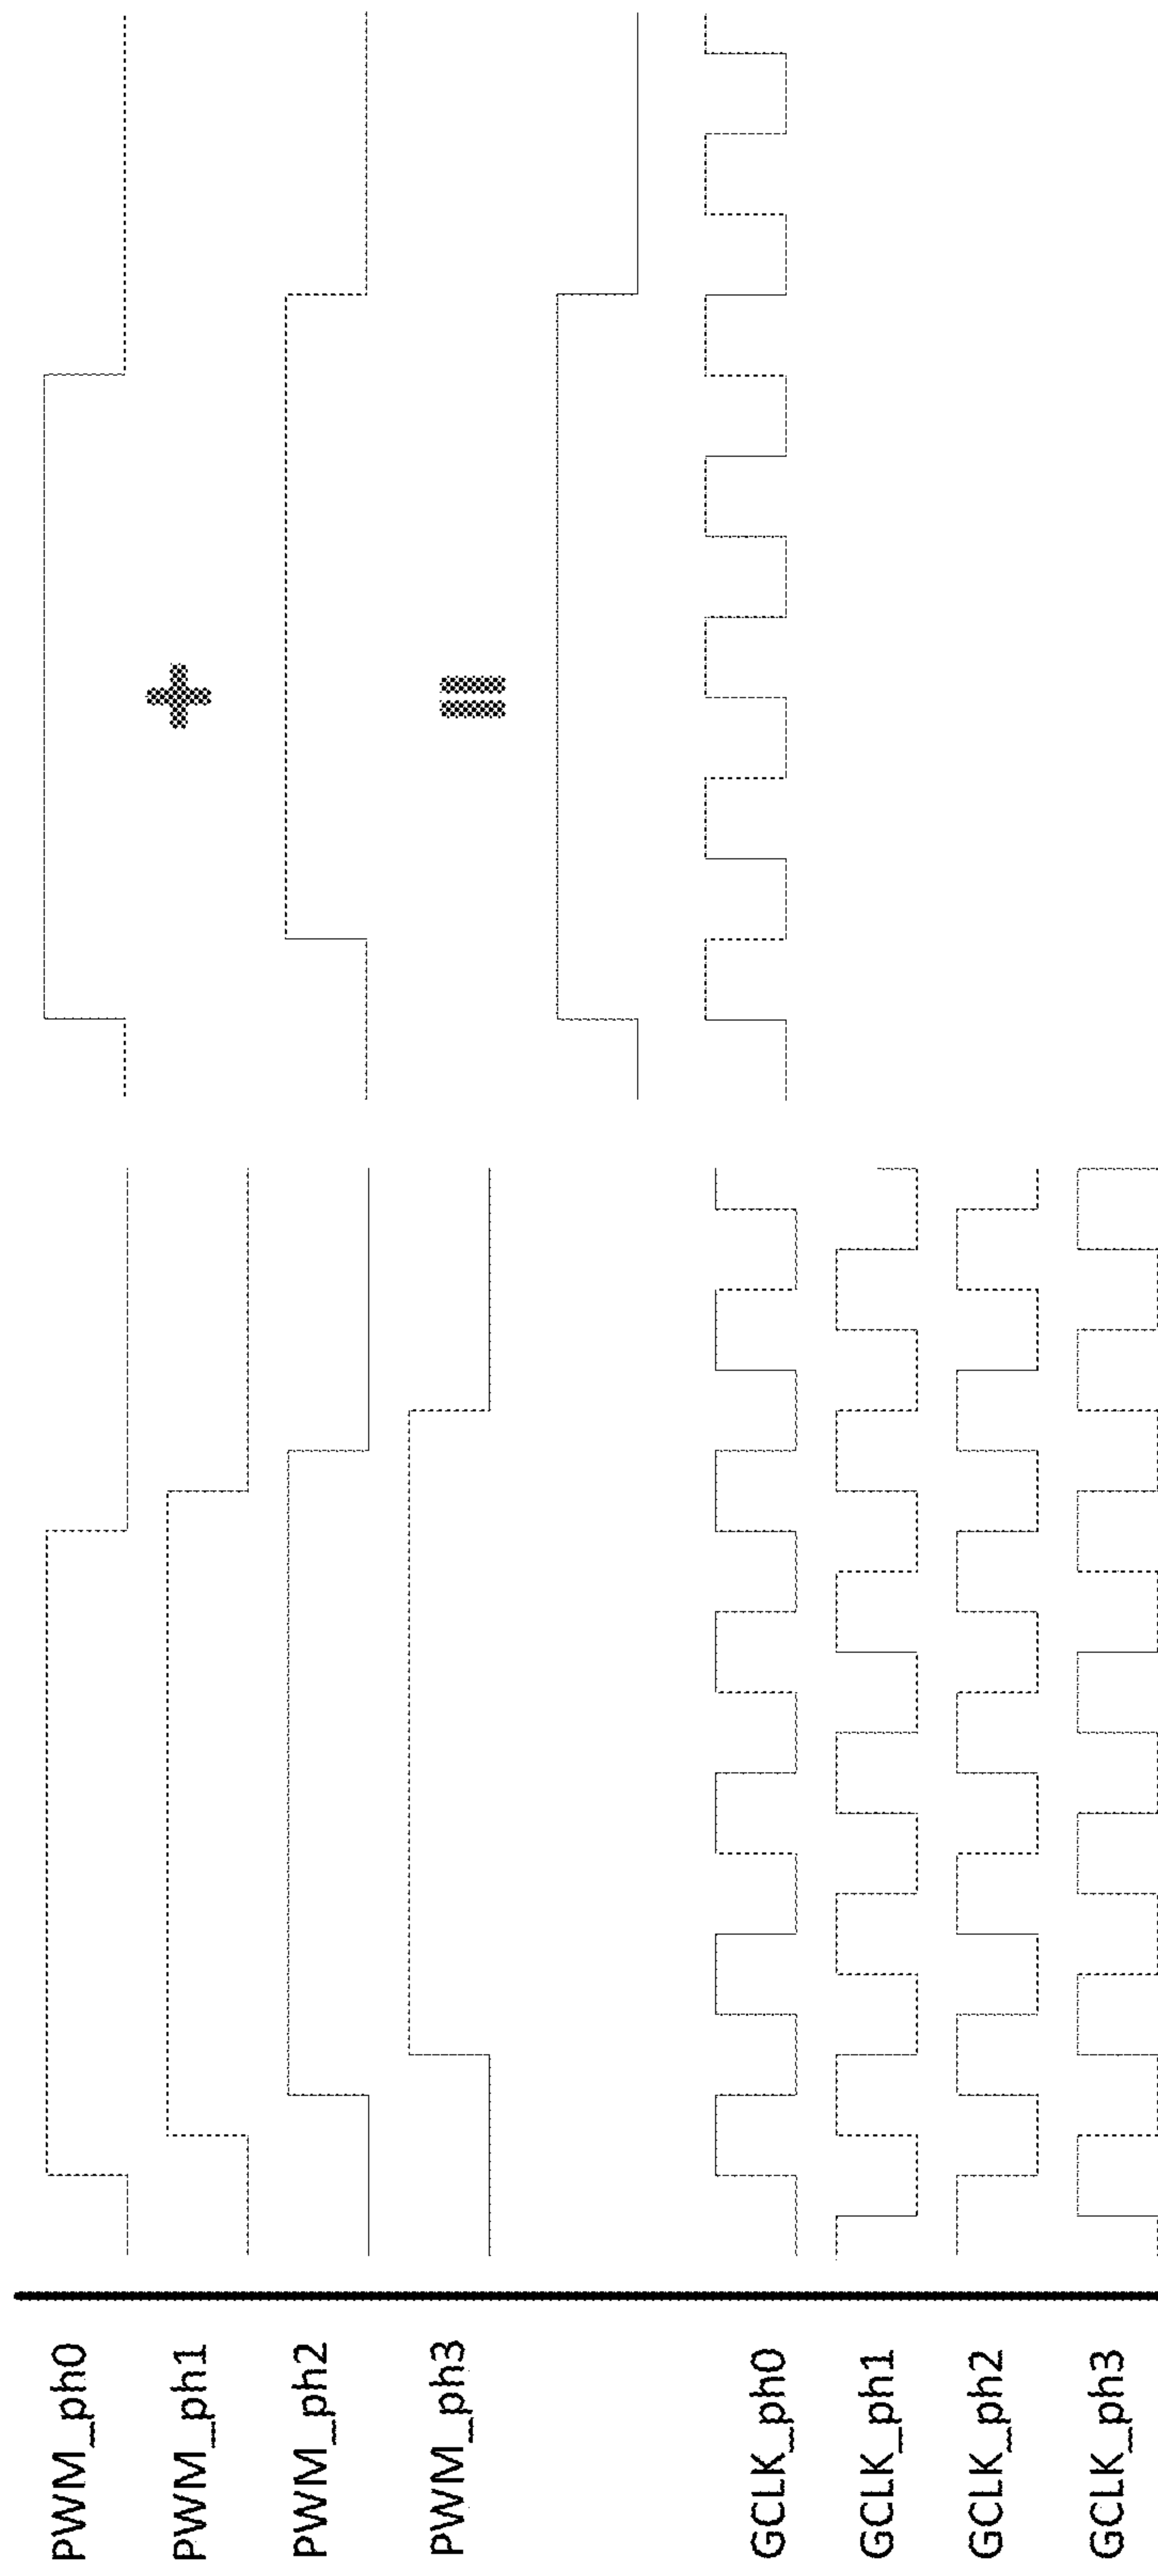 PWM_ph0
PWM_ph1
PWM_ph2
PWM_ph3
+
=
GCLK_ph0
GCLK_ph1
GCLK_ph2
GCLK_ph3